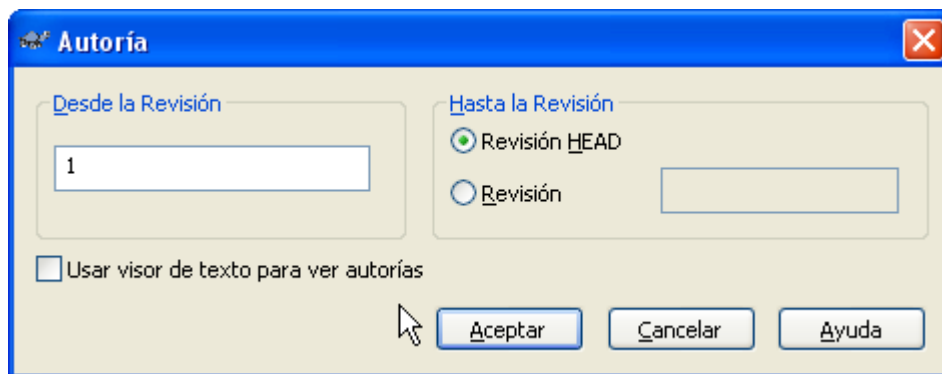 Autoría
Desde la Revisión
1
Hasta la Revisión
Revisión HEAD
Revisión
Usar visor de texto para ver autorías
Aceptar
Cancelar
Ayuda